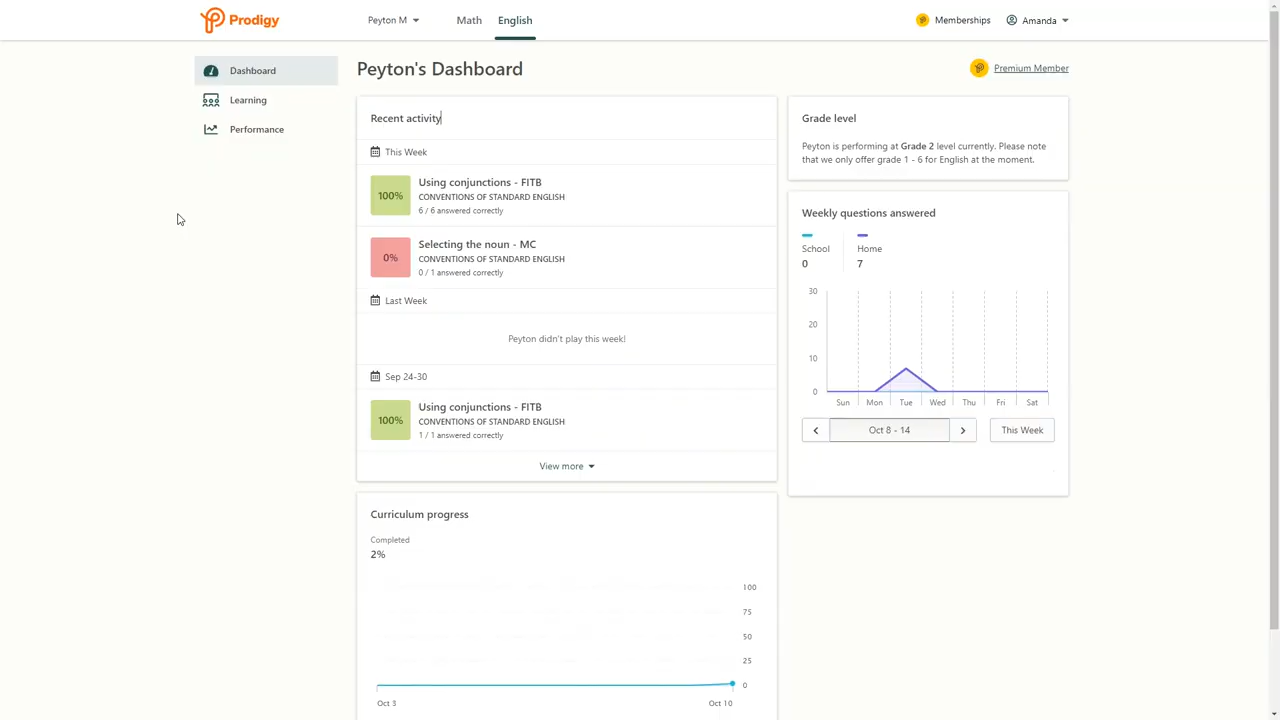 Prodigy
Peyton M
Math
English
Memberships
Amanda
Dashboard
Learning
Performance
Peyton's Dashboard
Premium Member
Recent activity
This Week
100%
Using conjunctions - FITB
CONVENTIONS OF STANDARD ENGLISH
6 / 6 answered correctly
0%
Selecting the noun - MC
CONVENTIONS OF STANDARD ENGLISH
0 / 1 answered correctly
Last Week
Peyton didn't play this week!
Sep 24-30
100%
Using conjunctions - FITB
CONVENTIONS OF STANDARD ENGLISH
1 / 1 answered correctly
View more
Curriculum progress
Completed
2%
100
75
50
25
0
Oct 3
Oct 10
Grade level
Peyton is performing at Grade 2 level currently. Please note
that we only offer grade 1 - 6 for English at the moment.
Weekly questions answered
School
0
Home
7
30
20
10
0
Sun
Mon
Tue
Wed
Thu
Fri
Sat
Oct 8 - 14
This Week